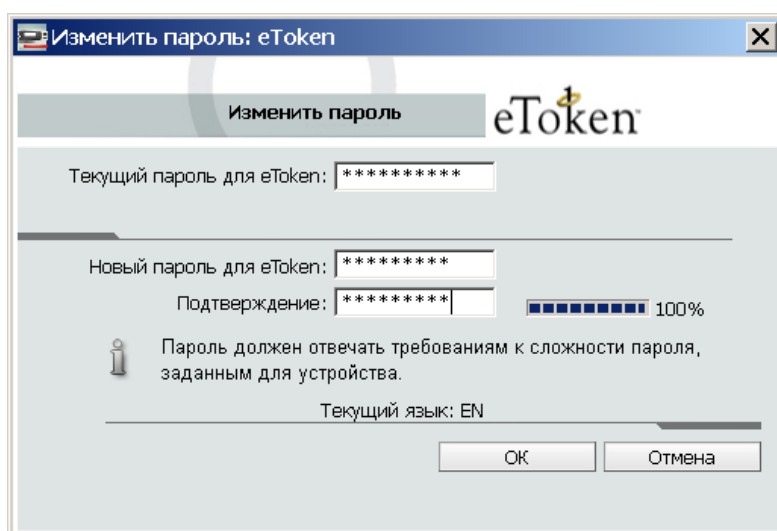 Изменить пароль: eToken
Изменить пароль
eToken
Текущий пароль для eToken: **********
Новый пароль для eToken: *********
Подтверждение: *********
100%
Пароль должен отвечать требованиям к сложности пароля,
заданным для устройства.
Текущий язык: EN
ОК Отмена